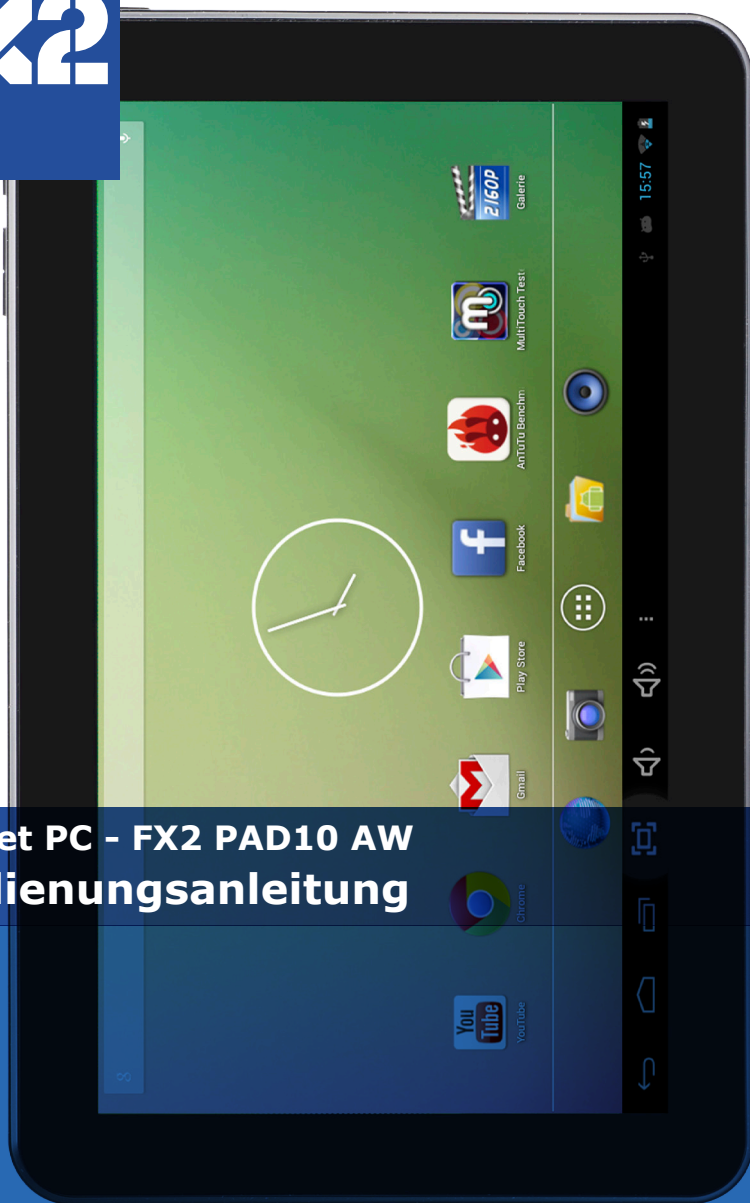 X2
2160P
Galerie
MultiTouch Test
AnTuTu Benchm
Facebook
Play Store
Gmail
Chrome
You
Tube
YouTube
15:57
et PC - FX2 PAD10 AW
dienungsanleitung